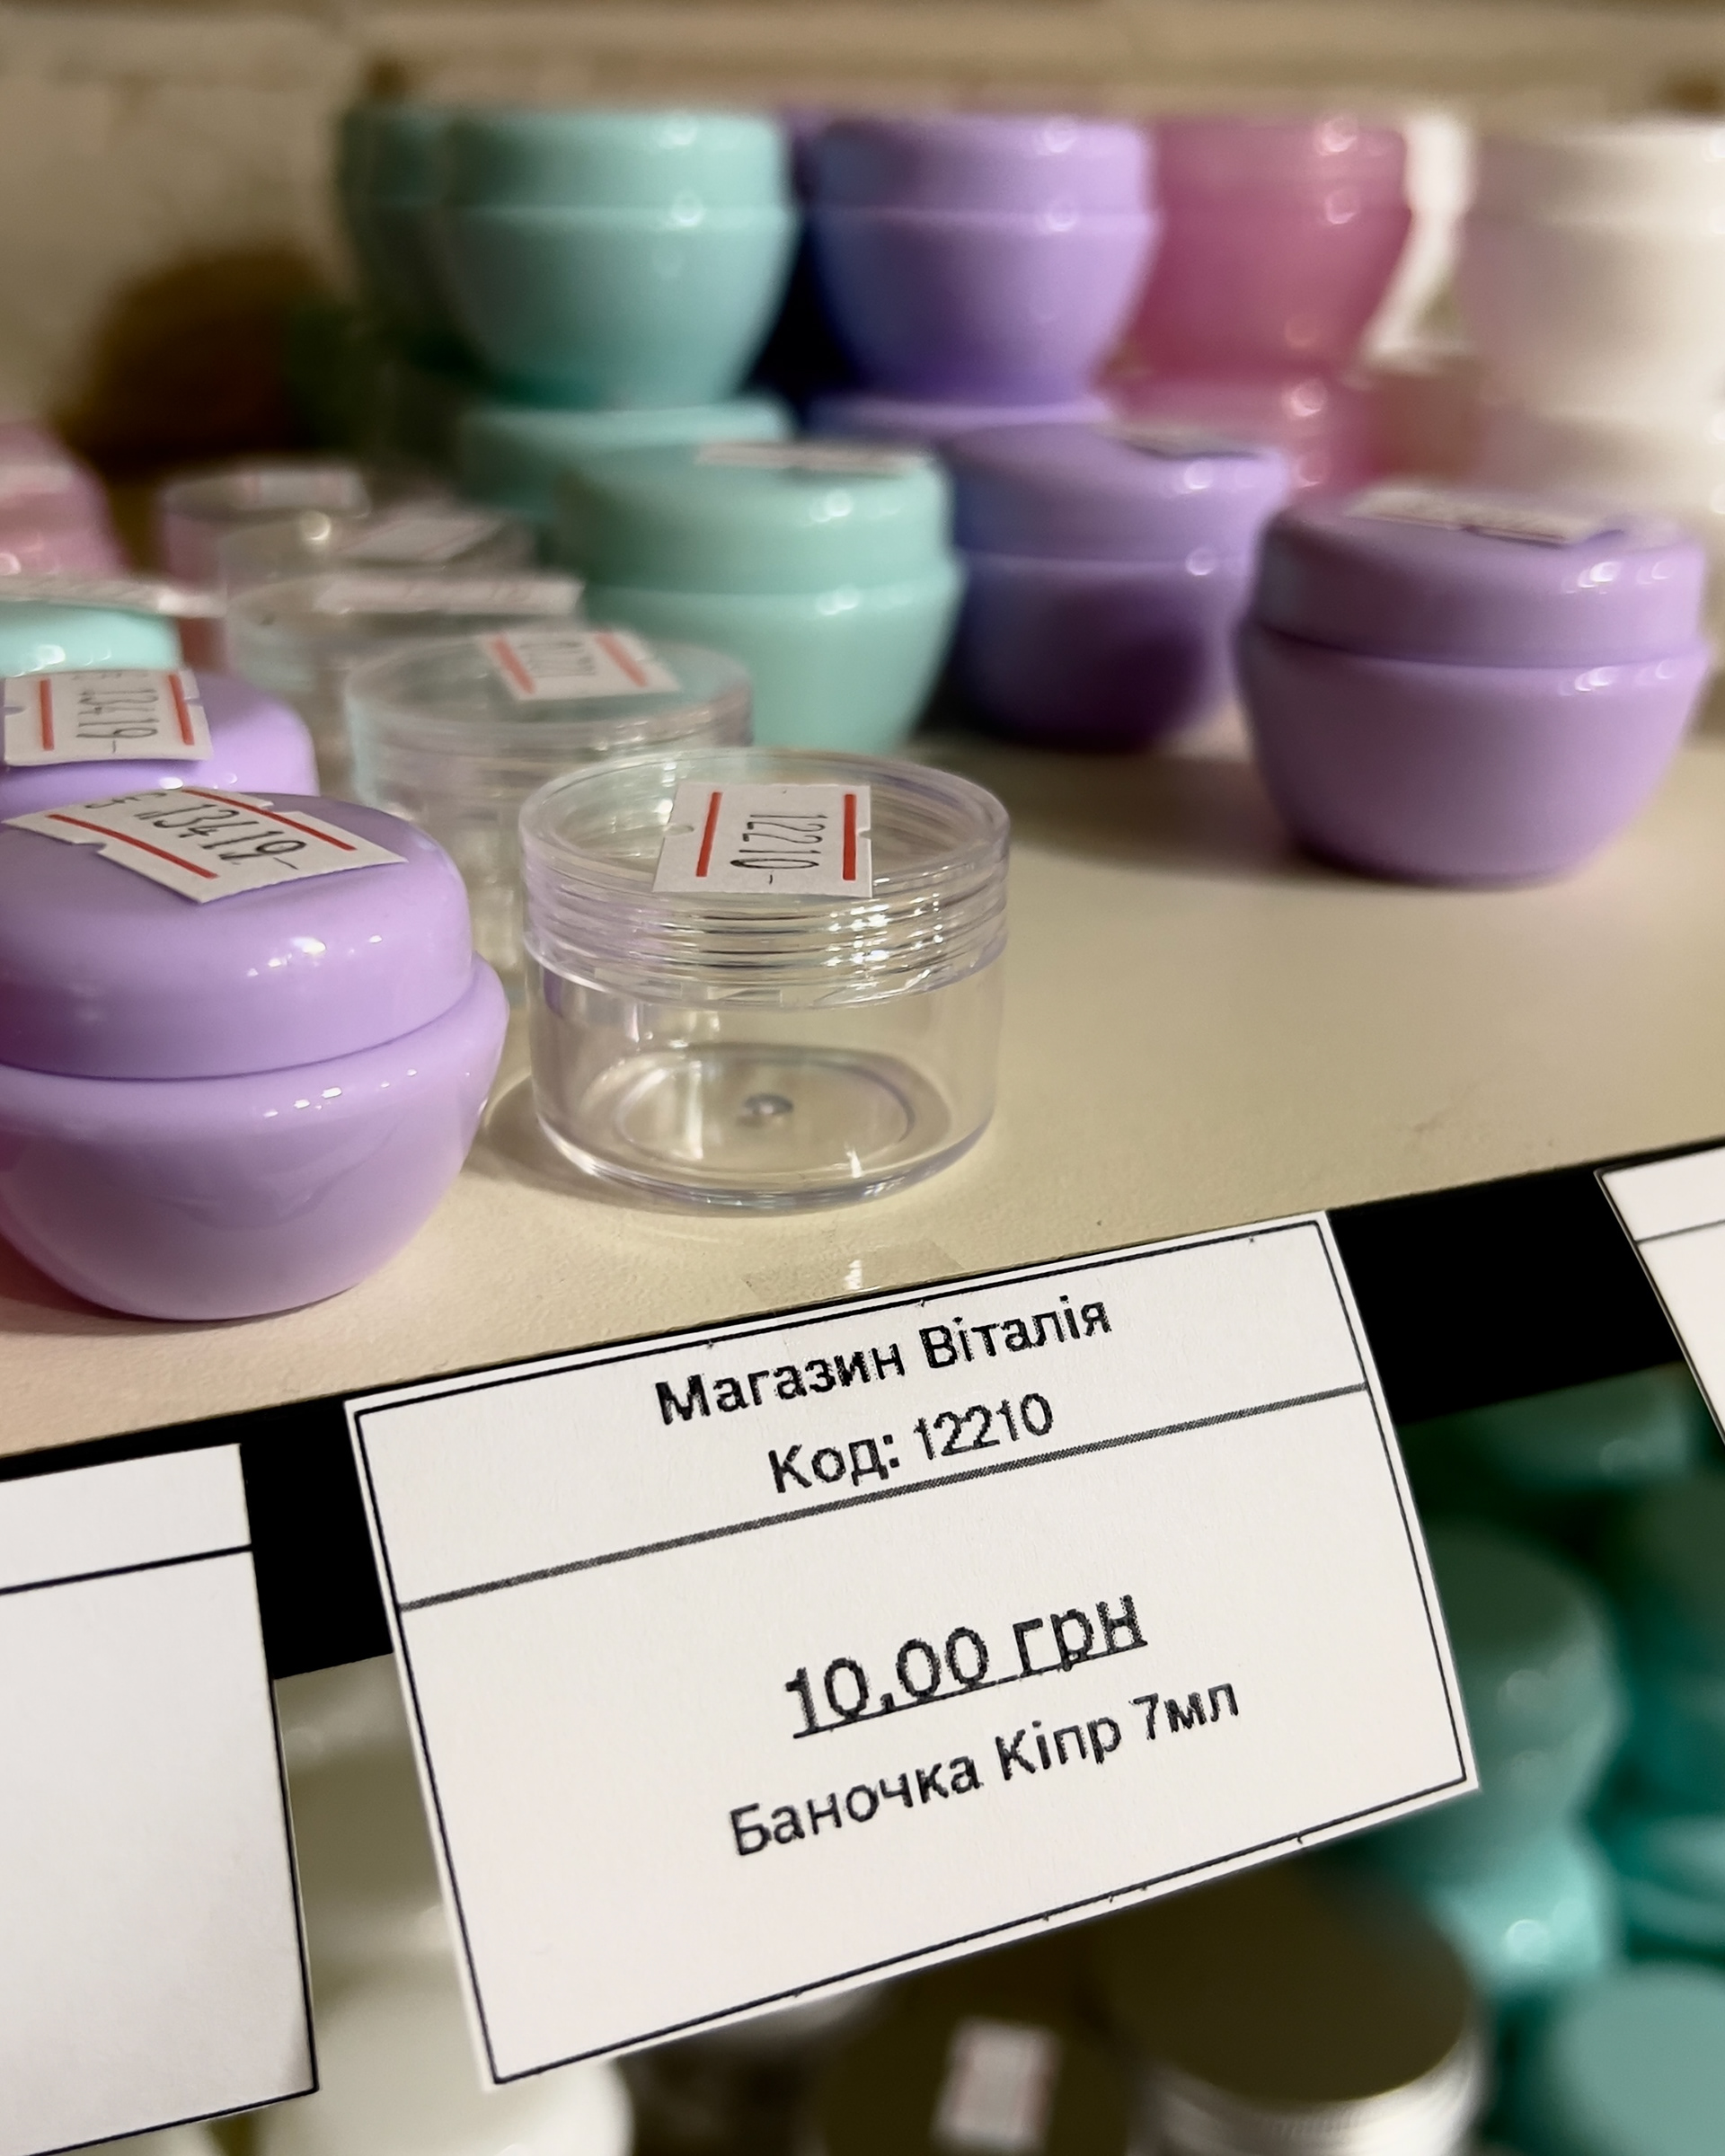 13419-
13419-
12210-
Магазин Віталія
Код: 12210
10.00 грн
Баночка Кіпр 7мл